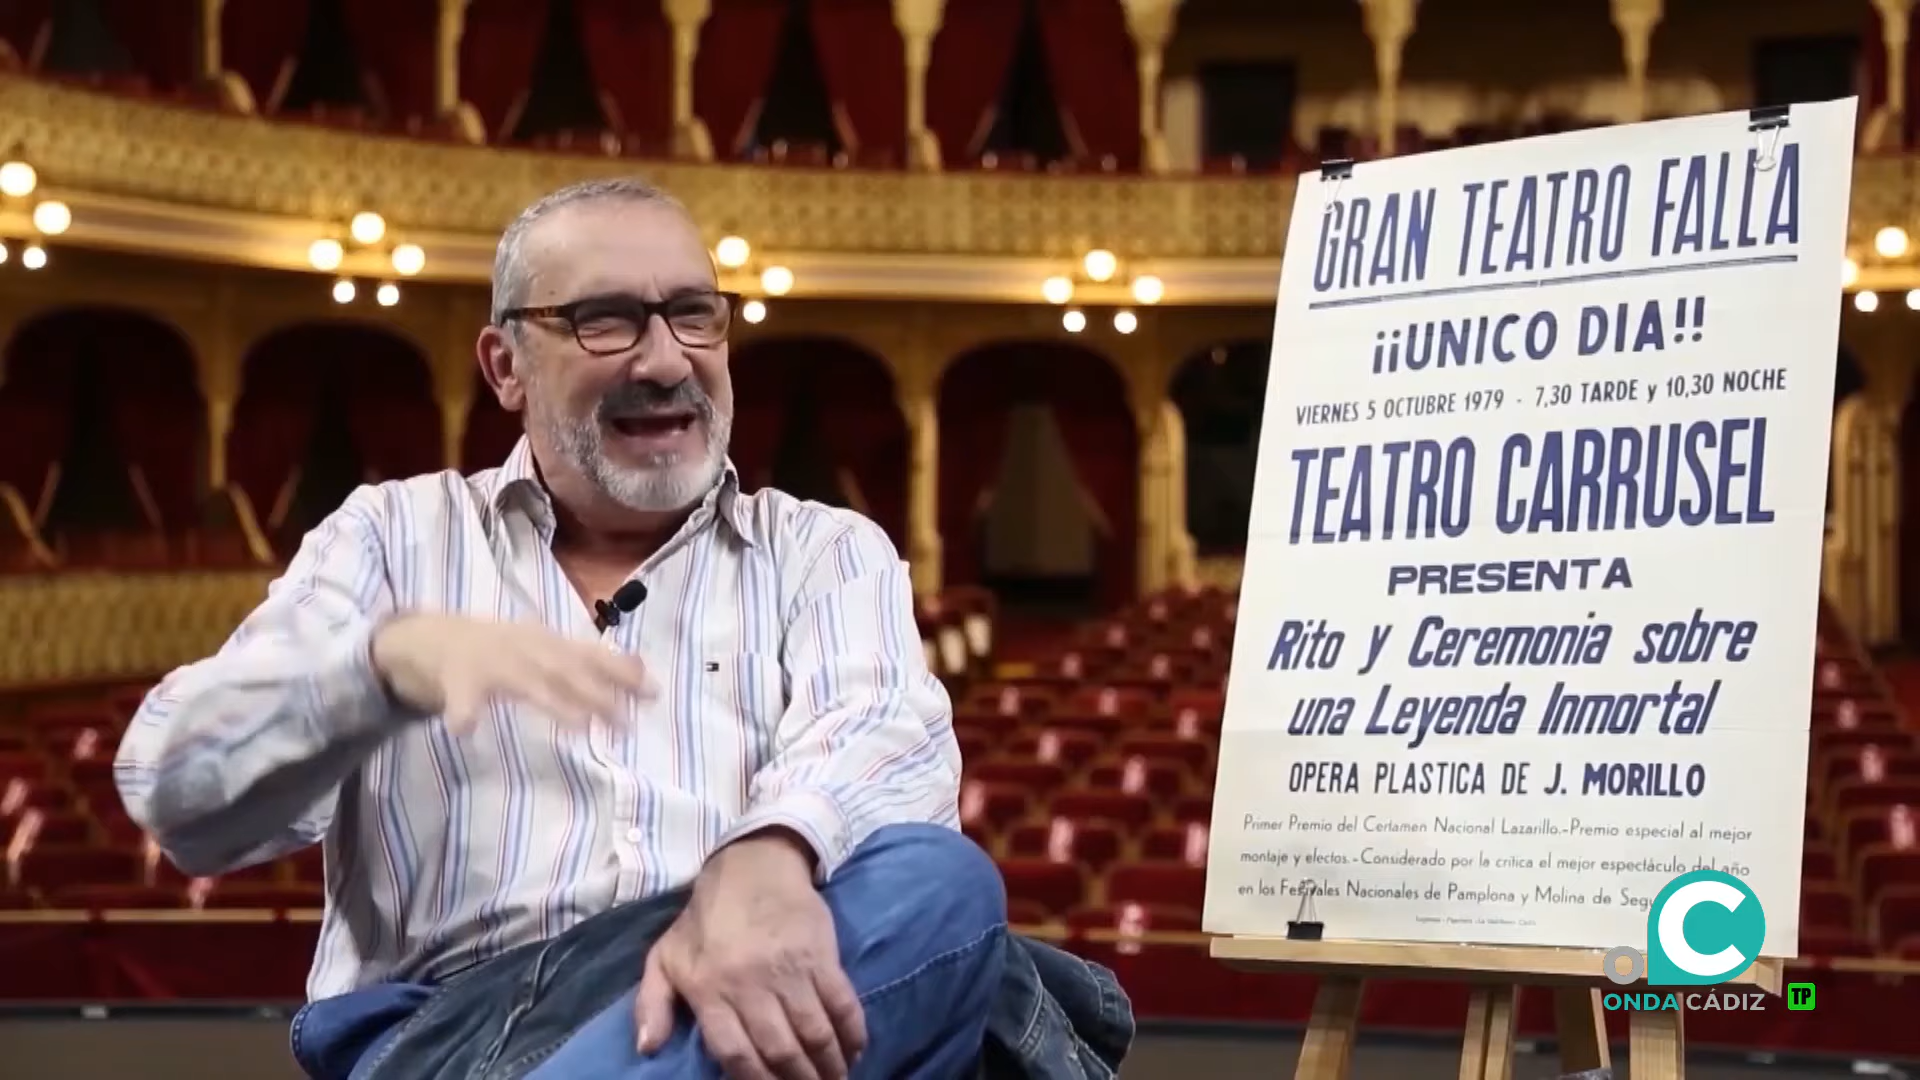 GRAN TEATRO FALLA
¡¡UNICO DIA!!
VIERNES 5 OCTUBRE 1979 - 7,30 TARDE y 10,30 NOCHE
TEATRO CARRUSEL
PRESENTA
Rito y Ceremonia sobre
una Leyenda Inmortal
OPERA PLASTICA DE J. MORILLO
Primer Premio del Certamen Nacional Lazarillo.-Premio especial al mejor
montaje y efectos.-Considerado por la crítica el mejor espectáculo del año
en los Festivales Nacionales de Pamplona y Molina de
OC
ONDA CÁDIZ TP